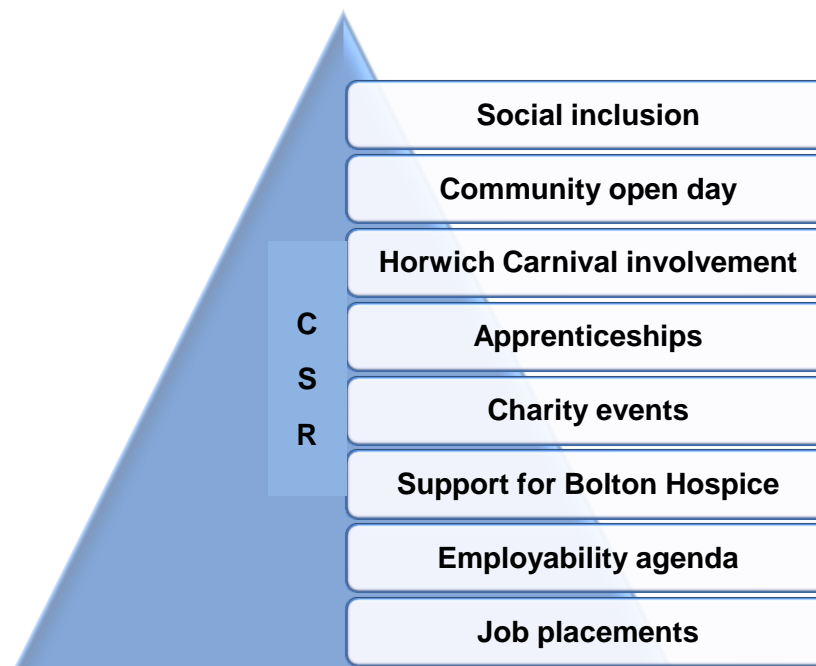 Social inclusion
Community open day
Horwich Carnival involvement
C
Apprenticeships
S
Charity events
R
Support for Bolton Hospice
Employability agenda
Job placements